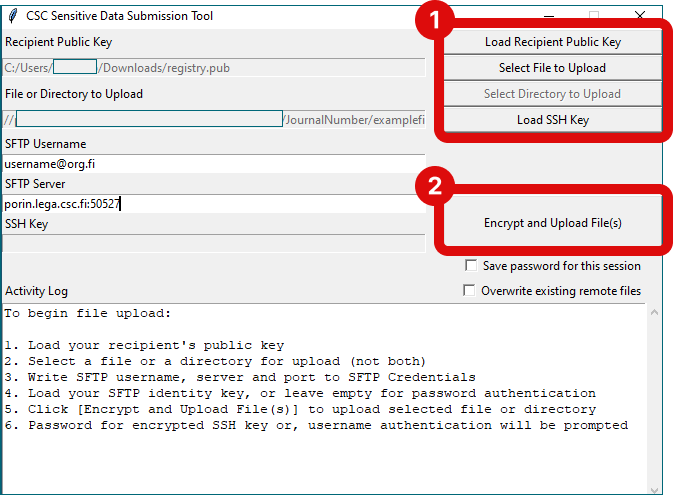 CSC Sensitive Data Submission Tool
1
Recipient Public Key
Load Recipient Public Key
C:/Users/ /Downloads/registry.pub
Select File to Upload
File or Directory to Upload
Select Directory to Upload
/JournalNumber/examplefi
Load SSH Key
SFTP Username
username@org.fi
SFTP Server
2
porin.lega.csc.fi:50527
SSH Key
Encrypt and Upload File(s)
Save password for this session
Activity Log
Overwrite existing remote files
To begin file upload:
1. Load your recipient's public key
2. Select a file or a directory for upload (not both)
3. Write SFTP username, server and port to SFTP Credentials
4. Load your SFTP identity key, or leave empty for password authentication
5. Click [Encrypt and Upload File(s)] to upload selected file or directory
6. Password for encrypted SSH key or, username authentication will be prompted